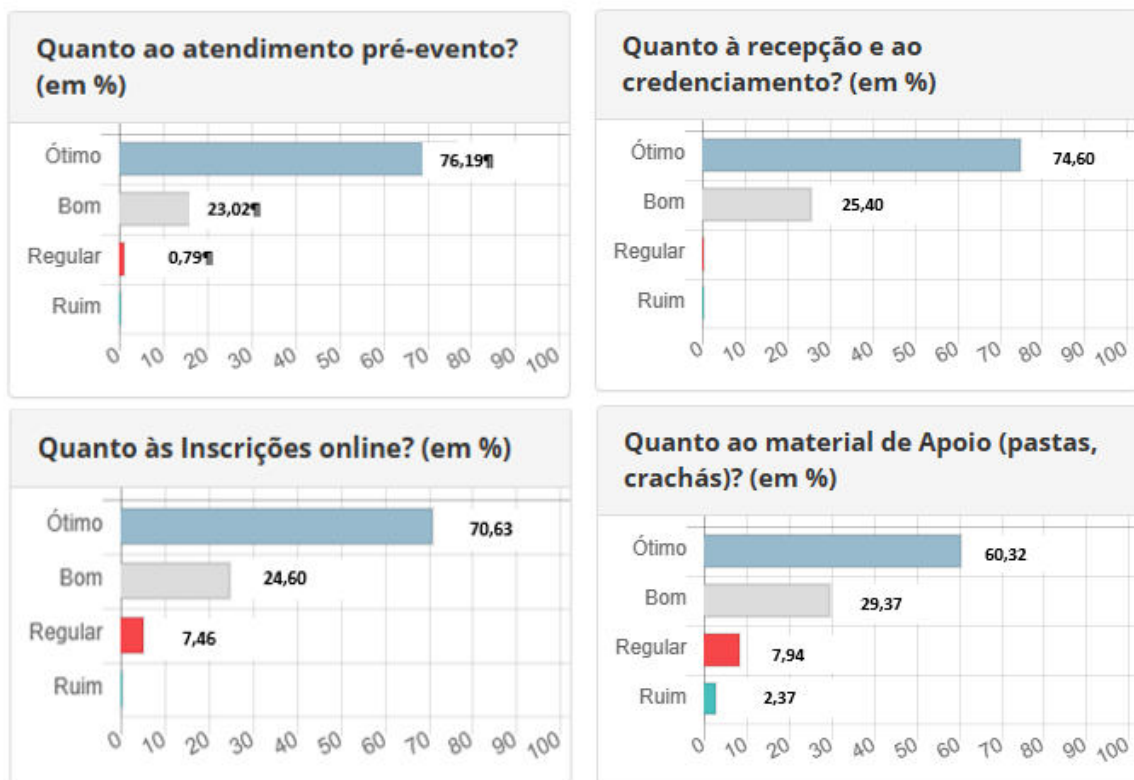 Quanto ao atendimento pré-evento?
(em %)
Ótimo
76,19¶
Bom
23,02¶
Regular
0,79¶
Ruim
0 10 20 30 40 50 60 70 80 90 100
Quanto à recepção e ao
credenciamento? (em %)
Ótimo
74,60
Bom
25,40
Regular
Ruim
0 10 20 30 40 50 60 70 80 90 100
Quanto às Inscrições online? (em %)
Ótimo
70,63
Bom
24,60
Regular
7,46
Ruim
0 10 20 30 40 50 60 70 80 90 100
Quanto ao material de Apoio (pastas,
crachás)? (em %)
Ótimo
60,32
Bom
29,37
Regular
7,94
Ruim
2,37
0 10 20 30 40 50 60 70 80 90 100